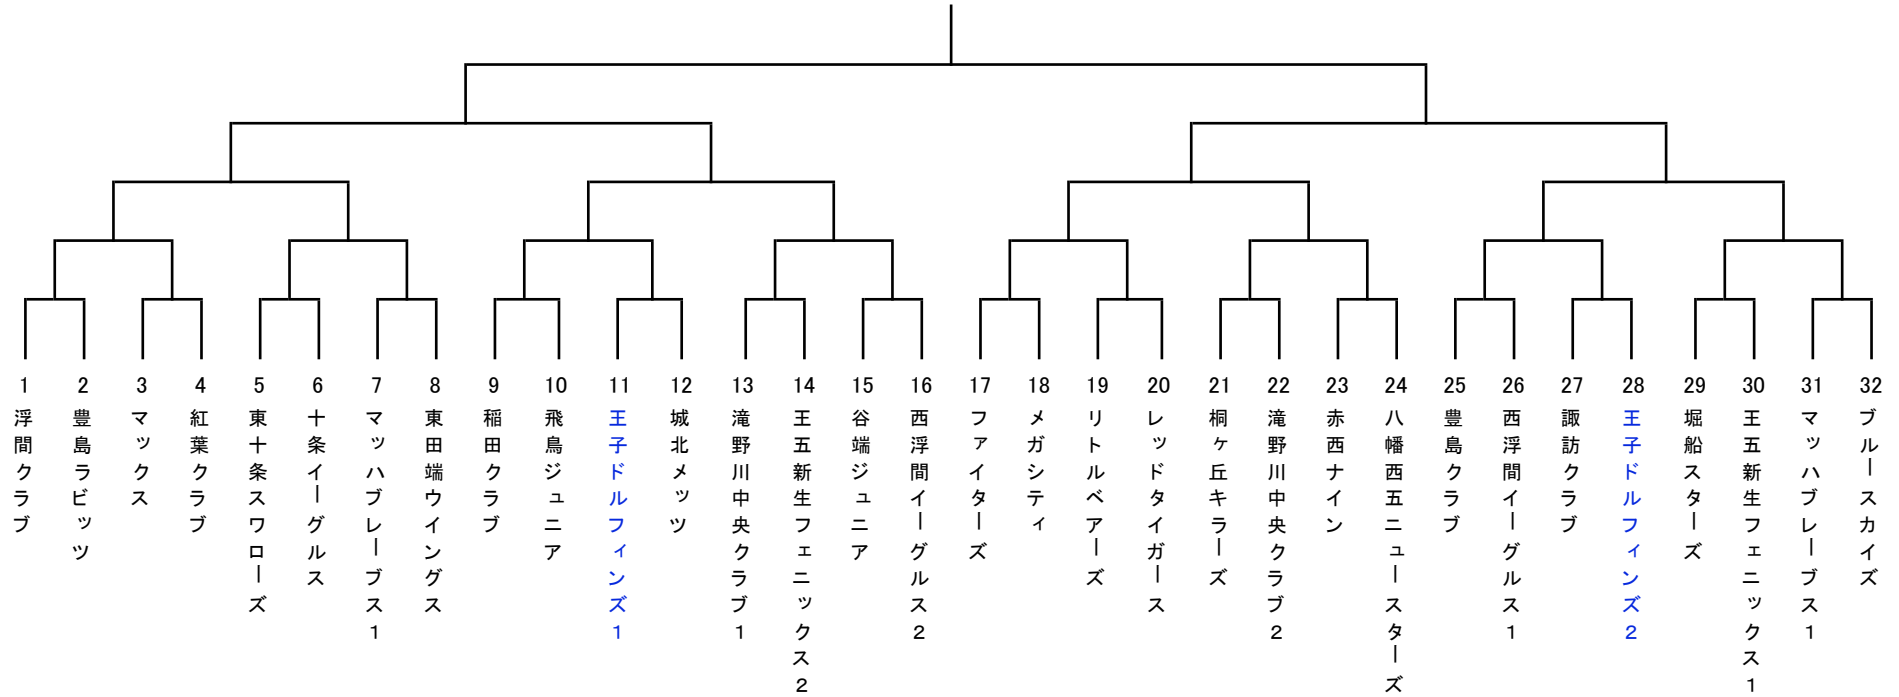 1 浮間クラブ
2 豊島ラビッツ
3 マックス
4 紅葉クラブ
5 東十条スワローズ
6 十条イーグルス
7 マッハブレーブス1
8 東田端ウイングス
9 稲田クラブ
10 飛鳥ジュニア
11 王子ドルフィンズ1
12 城北メッツ
13 滝野川中央クラブ1
14 王五新生フェニックス2
15 谷端ジュニア
16 西浮間イーグルス2
17 ファイターズ
18 メガシティ
19 リトルベアーズ
20 レッドタイガース
21 桐ヶ丘キラーズ
22 滝野川中央クラブ2
23 赤西ナイン
24 八幡西五ニュースターズ
25 豊島クラブ
26 西浮間イーグルス1
27 諏訪クラブ
28 王子ドルフィンズ2
29 堀船スターズ
30 王五新生フェニックス1
31 マッハブレーブス1
32 ブルースカイズ